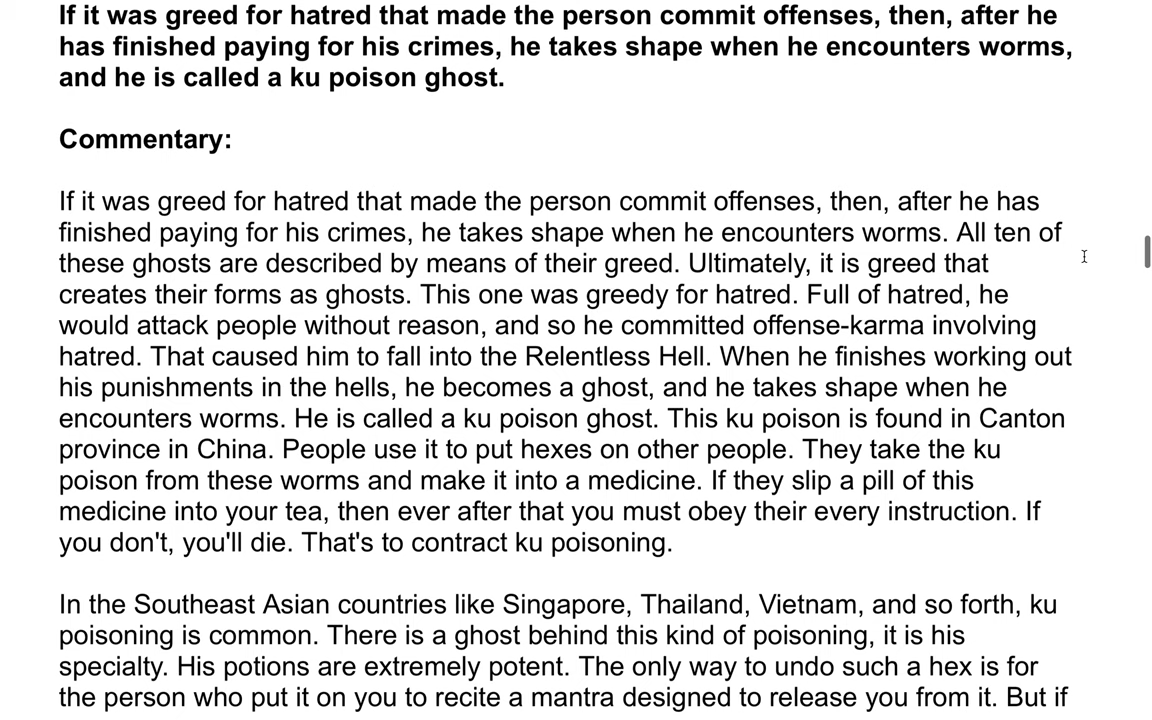 If it was greed for hatred that made the person commit offenses, then, after he
has finished paying for his crimes, he takes shape when he encounters worms,
and he is called a ku poison ghost.
Commentary:
If it was greed for hatred that made the person commit offenses, then, after he has
finished paying for his crimes, he takes shape when he encounters worms. All ten of
these ghosts are described by means of their greed. Ultimately, it is greed that
creates their forms as ghosts. This one was greedy for hatred. Full of hatred, he
would attack people without reason, and so he committed offense-karma involving
hatred. That caused him to fall into the Relentless Hell. When he finishes working out
his punishments in the hells, he becomes a ghost, and he takes shape when he
encounters worms. He is called a ku poison ghost. This ku poison is found in Canton
province in China. People use it to put hexes on other people. They take the ku
poison from these worms and make it into a medicine. If they slip a pill of this
medicine into your tea, then ever after that you must obey their every instruction. If
you don't, you'll die. That's to contract ku poisoning.
In the Southeast Asian countries like Singapore, Thailand, Vietnam, and so forth, ku
poisoning is common. There is a ghost behind this kind of poisoning, it is his
specialty. His potions are extremely potent. The only way to undo such a hex is for
the person who put it on you to recite a mantra designed to release you from it. But if